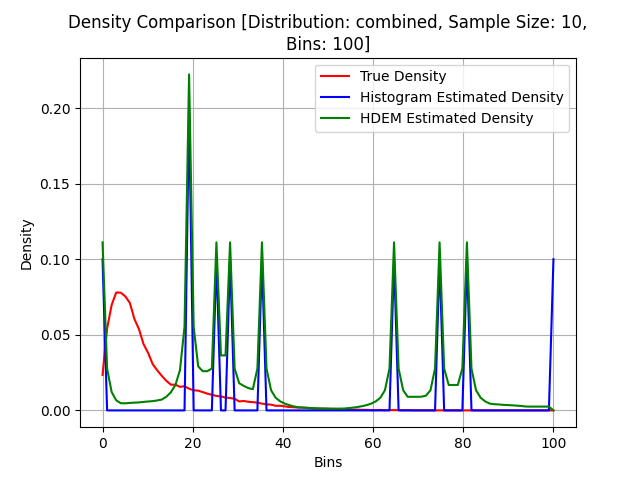 Density Comparison [Distribution: combined, Sample Size: 10,
Bins: 100]
True Density
Histogram Estimated Density
HDEM Estimated Density
Density
0.20
0.15
0.10
0.05
0.00
0 20 40 60 80 100
Bins